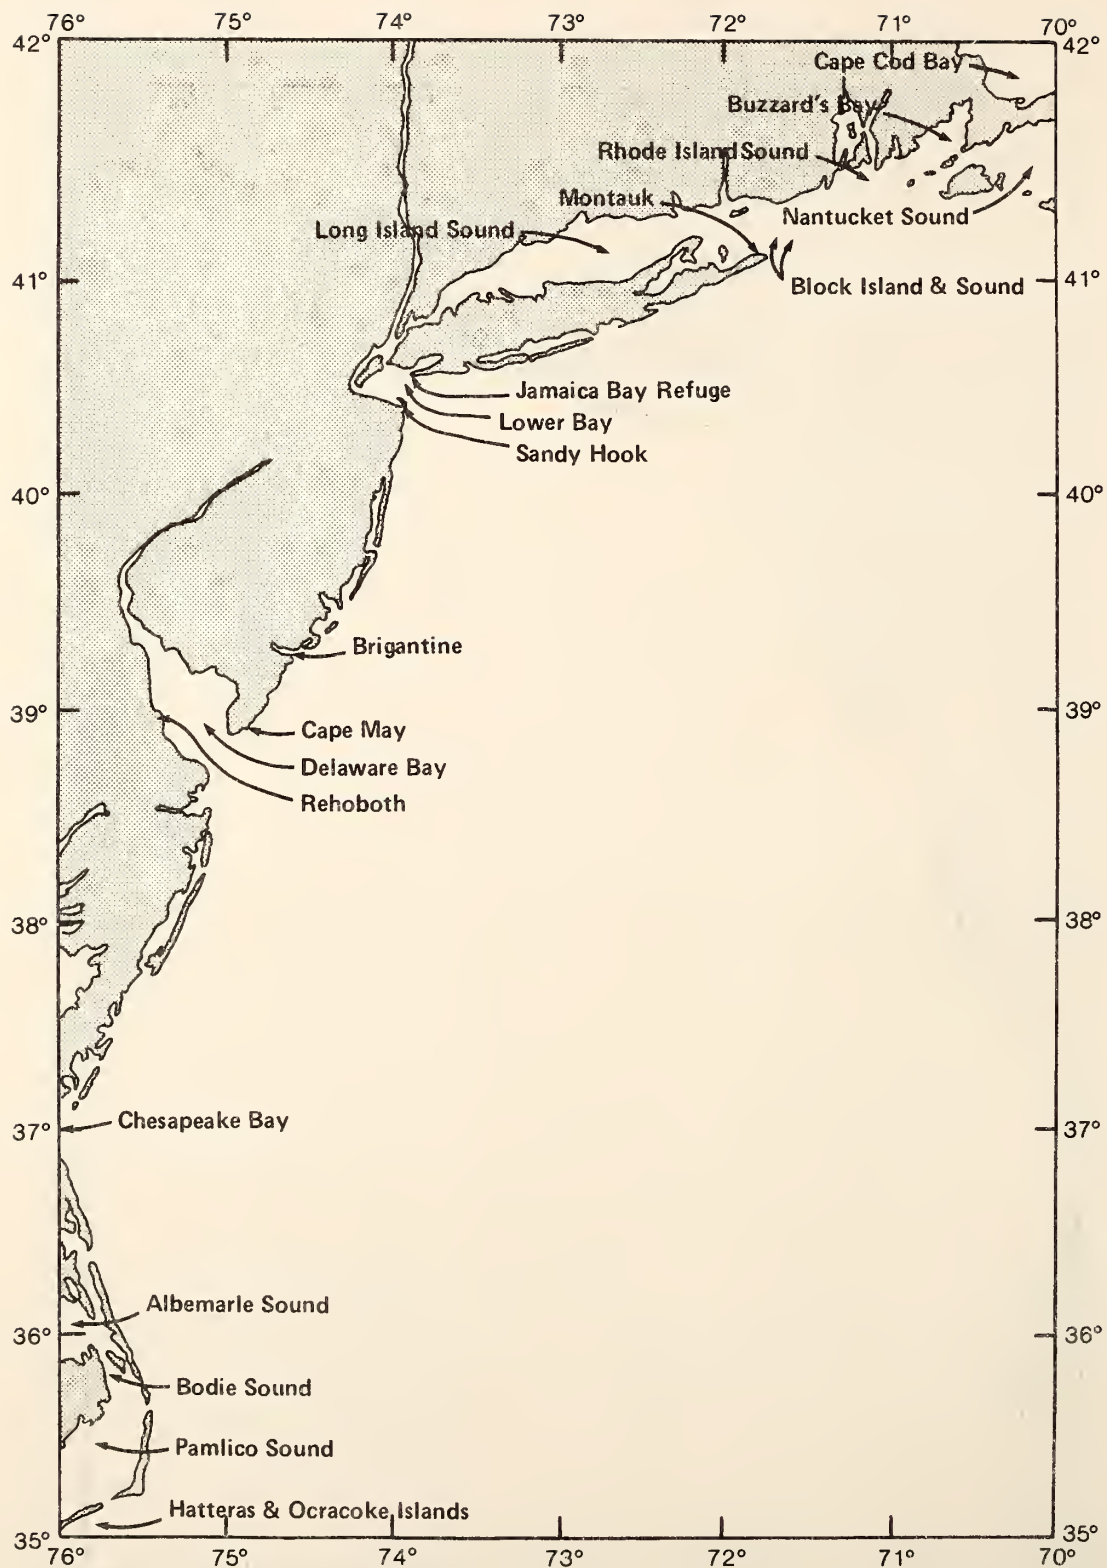 76° 75° 74° 73° 72° 71° 70°
42° 42°
Cape Cod Bay
Buzzard's Bay
Rhode Island Sound
Montauk
Nantucket Sound
Long Island Sound
41° 41°
Block Island & Sound
Jamaica Bay Refuge
Lower Bay
Sandy Hook
40° 40°
Brigantine
39° 39°
Cape May
Delaware Bay
Rehoboth
38° 38°
Chesapeake Bay
37° 37°
Albemarle Sound
36° 36°
Bodie Sound
Pamlico Sound
Hatteras & Ocracoke Islands
35° 35°
76° 75° 74° 73° 72° 71° 70°